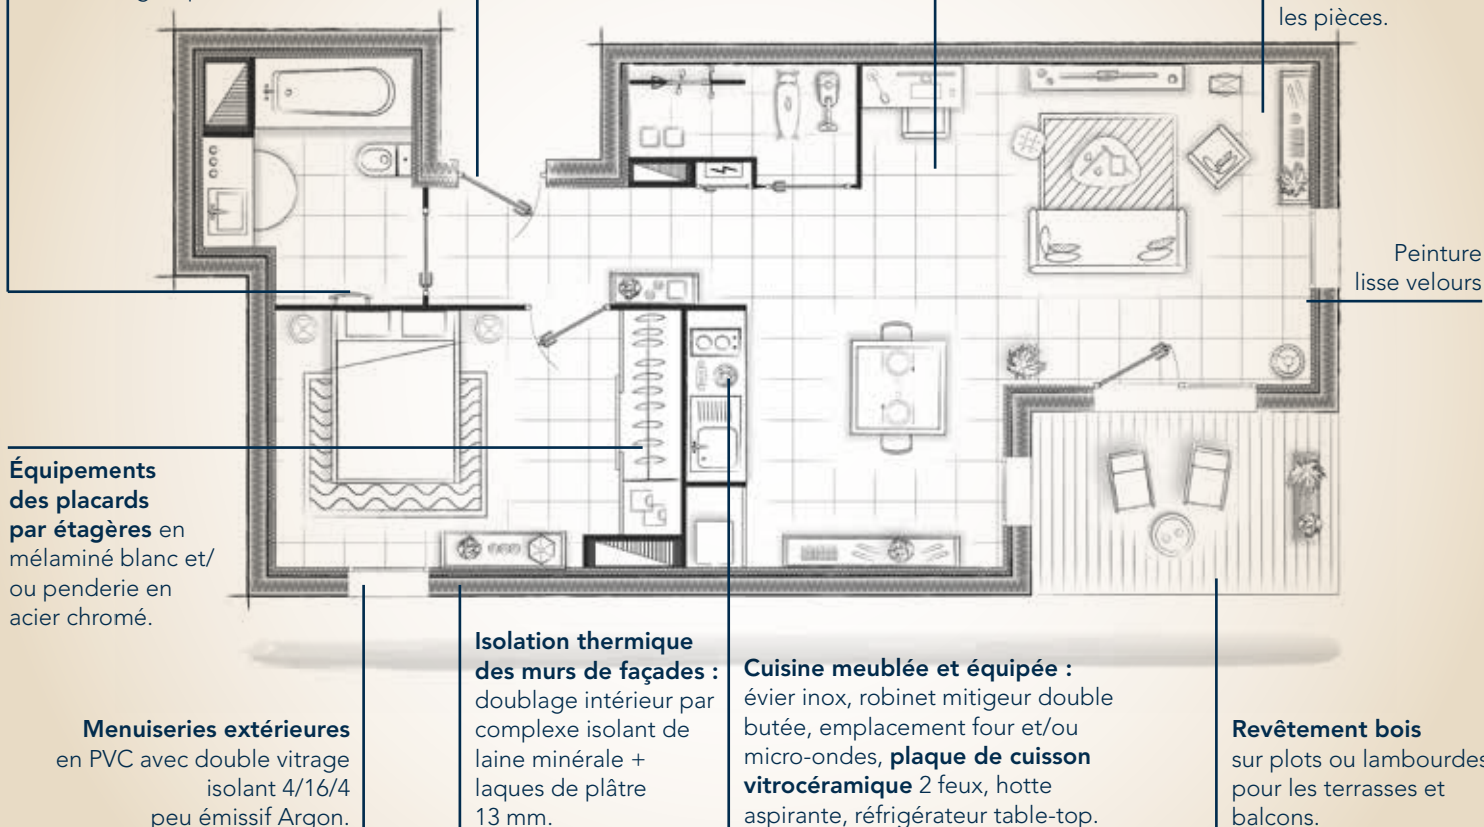 les pièces.
Peinture
lisse velours
Équipements
des placards
par étagères en
mélaminé blanc et/
ou penderie en
acier chromé.
Menuiseries extérieures
en PVC avec double vitrage
isolant 4/16/4
peu émissif Argon.
Isolation thermique
des murs de façades :
doublage intérieur par
complexe isolant de
laine minérale +
laques de plâtre
13 mm.
Cuisine meublée et équipée :
évier inox, robinet mitigeur double
butée, emplacement four et/ou
micro-ondes, plaque de cuisson
vitrocéramique 2 feux, hotte
aspirante, réfrigérateur table-top.
Revêtement bois
sur plots ou lambourdes
pour les terrasses et
balcons.